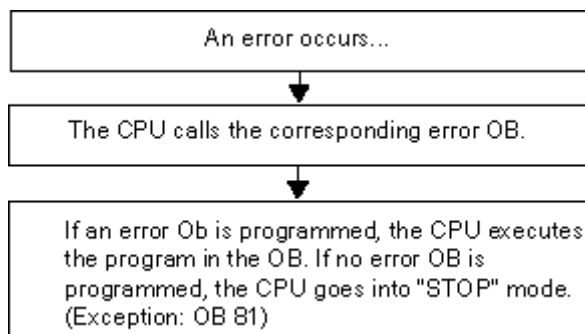 An error occurs...
The CPU calls the corresponding error OB.
If an error Ob is programmed, the CPU executes
the program in the OB. If no error OB is
programmed, the CPU goes into "STOP" mode.
(Exception: OB 81)